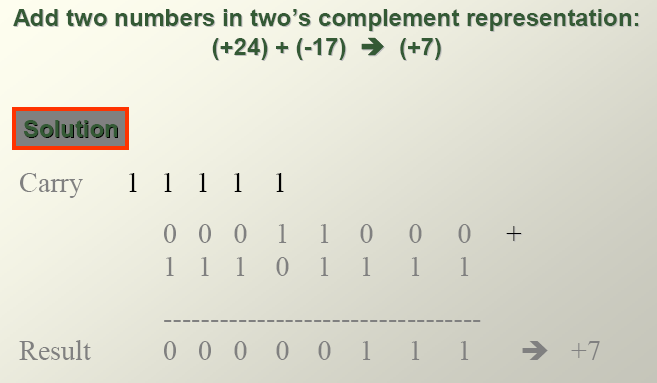 Add two numbers in two's complement representation:
(+24) + (-17) ➔ (+7)
Solution
Carry 1 1 1 1 1
0 0 0 1 1 0 0 0 +
1 1 1 0 1 1 1 1
----------------------------------
Result 0 0 0 0 0 1 1 1 ➔ +7